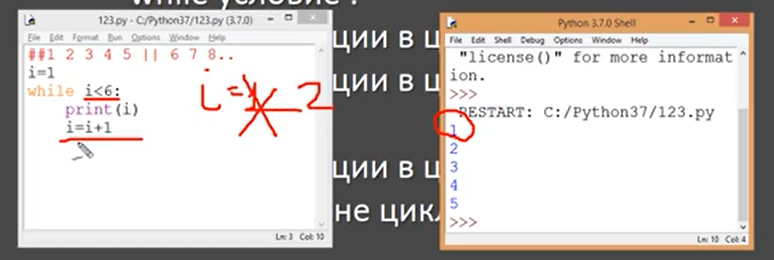 while условие :
123.py - C:/Python37/123.py (3.7.0)
File Edit Format Run Options Window Help
##1 2 3 4 5 || 6 7 8..
i=1
while i<6:
print(i)
i=i+1
i= 2
Ln: 3 Col: 10
ции в ц
ции в ц
ции в ц
не цикл
Python 3.7.0 Shell
File Edit Shell Debug Options Window Help
"license()" for more informat
ion.
>>>
RESTART: C:/Python37/123.py
1
2
3
4
5
>>>
Ln: 10 Col: 4